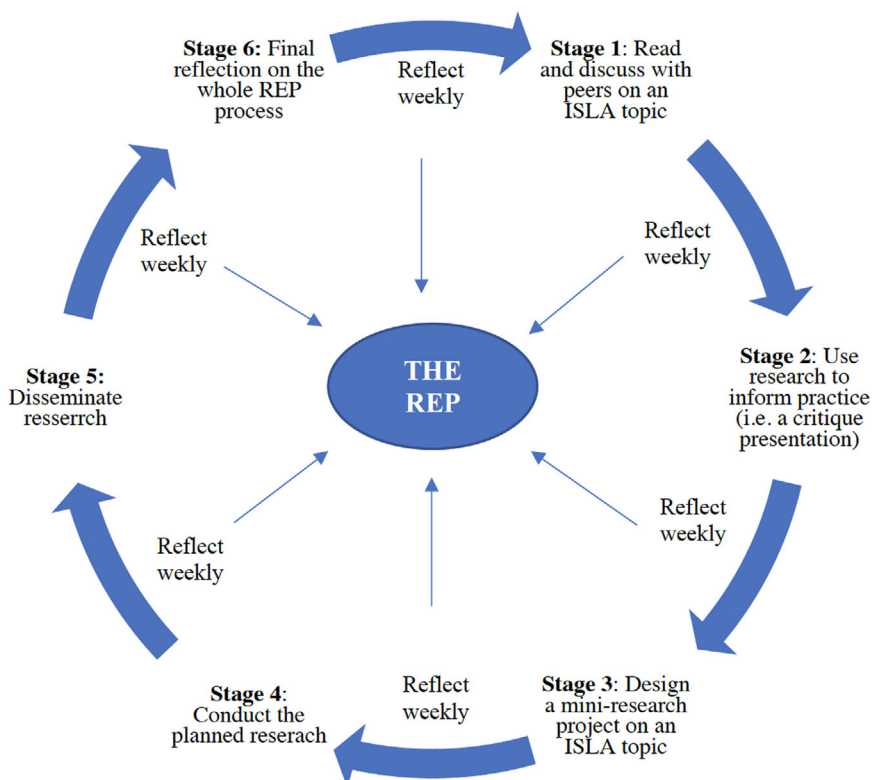 Stage 6: Final
reflection on the
whole REP
process
Reflect
weekly
Stage 1: Read
and discuss with
peers on an
ISLA topic
Reflect
weekly
Reflect
weekly
Stage 5:
Disseminate
resserrch
THE
REP
Stage 2: Use
research to
inform practice
(i.e. a critique
presentation)
Reflect
weekly
Reflect
weekly
Stage 4:
Conduct the
planned reserach
Reflect
weekly
Stage 3: Design
a mini-research
project on an
ISLA topic